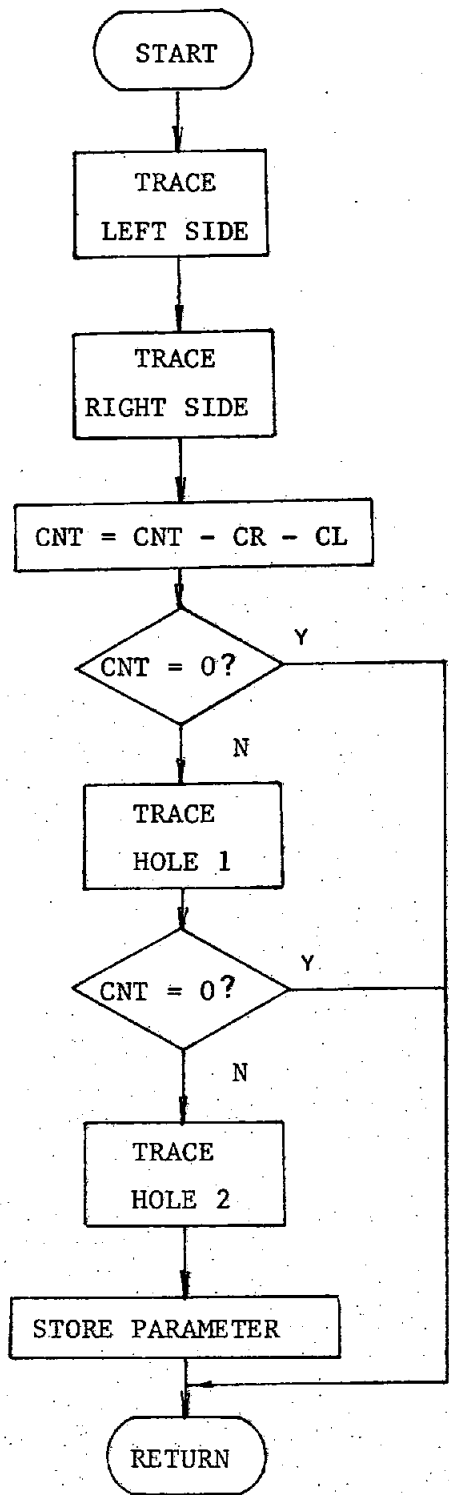 START
TRACE
LEFT SIDE
TRACE
RIGHT SIDE
CNT = CNT - CR - CL
CNT = 0?
Y
N
TRACE
HOLE 1
CNT = 0?
Y
N
TRACE
HOLE 2
STORE PARAMETER
RETURN